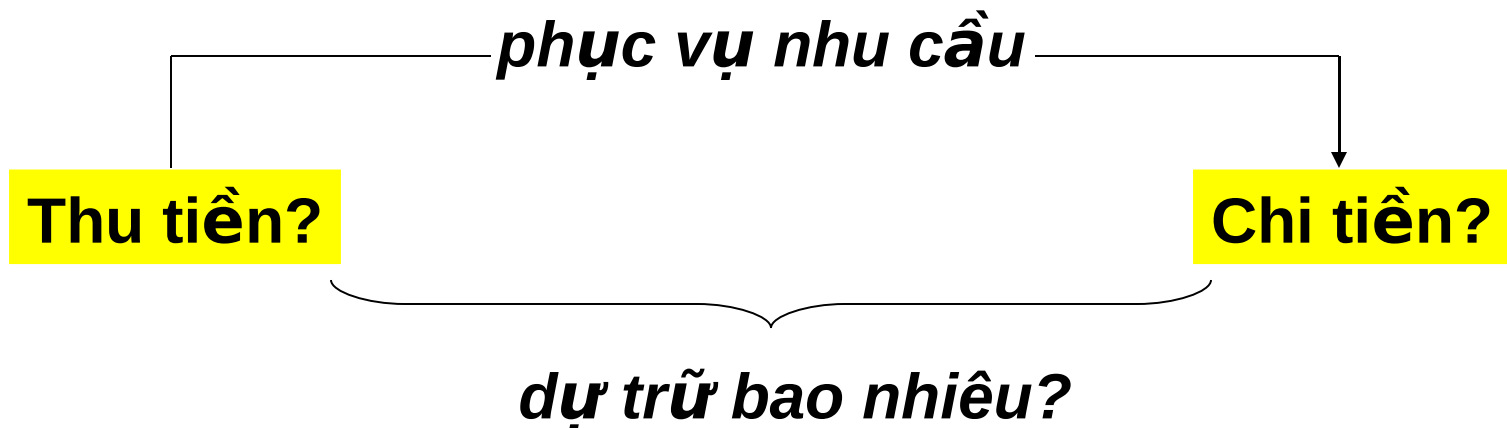 phục vụ nhu cầu
Thu tiền?
Chi tiền?
dự trữ bao nhiêu?